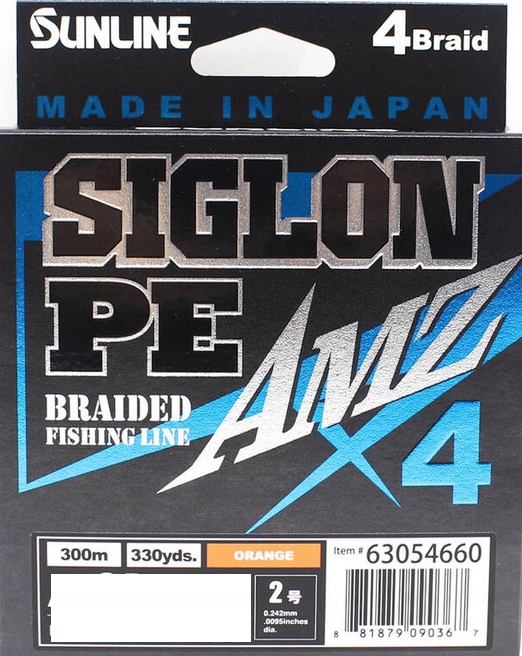 SUNLINE 4Braid
MADE IN JAPAN
SIGLON
PE AMZ
BRAIDED
FISHING LINE
X4
300m 330yds. ORANGE Item # 63054660
2号
0.242mm
.0095inches
dia.
8 81879 09036 7